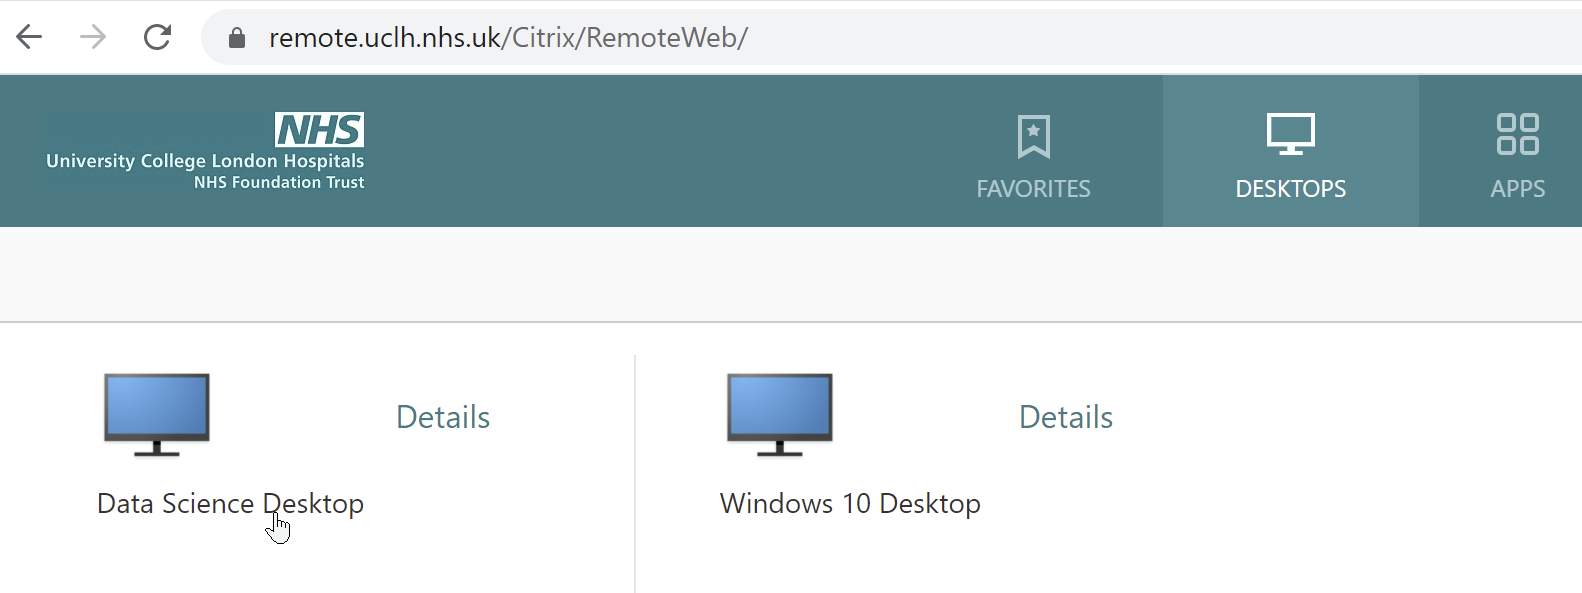 remote.uclh.nhs.uk/Citrix/RemoteWeb/
NHS
University College London Hospitals
NHS Foundation Trust
FAVORITES
DESKTOPS
APPS
Details
Details
Data Science Desktop
Windows 10 Desktop